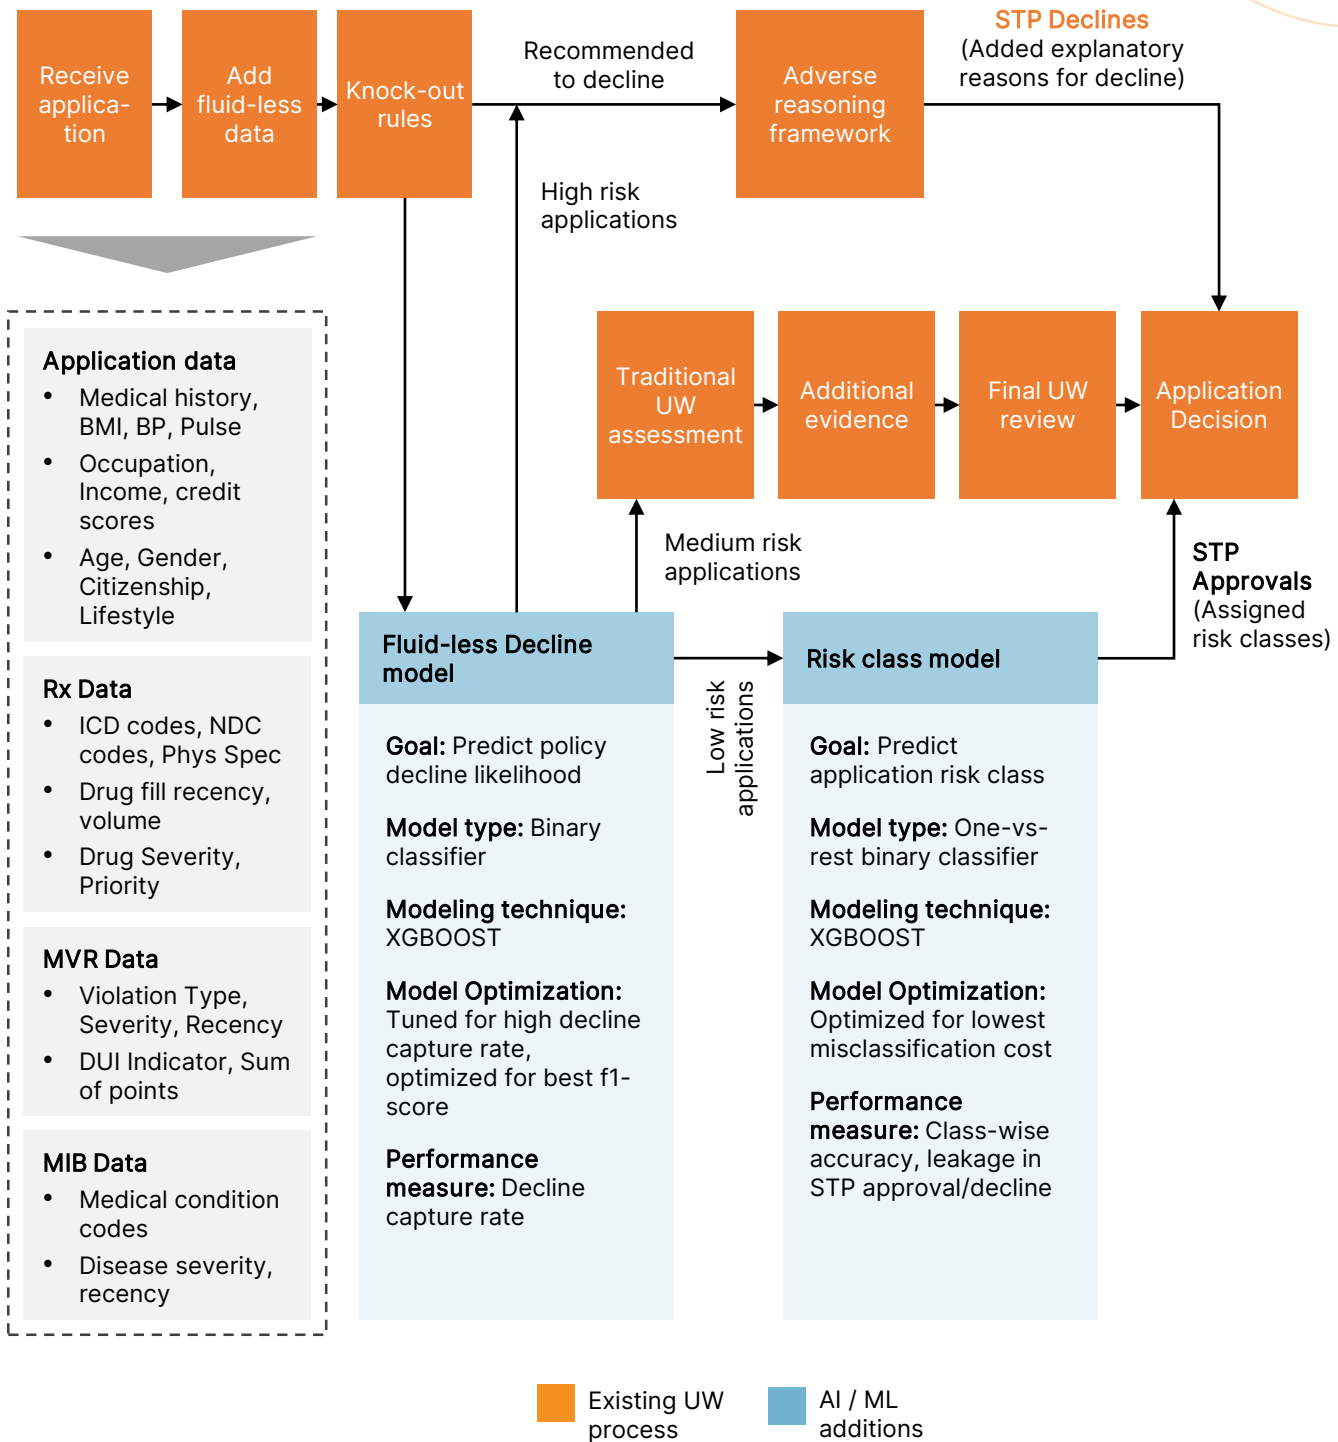 Receive
applica-
tion
Add
fluid-less
data
Knock-out
rules
Recommended
to decline
Adverse
reasoning
framework
STP Declines
(Added explanatory
reasons for decline)
High risk
applications
Application data
• Medical history,
BMI, BP, Pulse
• Occupation,
Income, credit
scores
• Age, Gender,
Citizenship,
Lifestyle
Rx Data
• ICD codes, NDC
codes, Phys Spec
• Drug fill recency,
volume
• Drug Severity,
Priority
MVR Data
• Violation Type,
Severity, Recency
• DUI Indicator, Sum
of points
MIB Data
• Medical condition
codes
• Disease severity,
recency
Traditional
UW
assessment
Additional
evidence
Final UW
review
Application
Decision
Medium risk
applications
STP
Approvals
(Assigned
risk classes)
Fluid-less Decline
model
Goal: Predict policy
decline likelihood
Model type: Binary
classifier
Modeling technique:
XGBOOST
Model Optimization:
Tuned for high decline
capture rate,
optimized for best f1-
score
Performance
measure: Decline
capture rate
Low risk
applications
Risk class model
Goal: Predict
application risk class
Model type: One-vs-
rest binary classifier
Modeling technique:
XGBOOST
Model Optimization:
Optimized for lowest
misclassification cost
Performance
measure: Class-wise
accuracy, leakage in
STP approval/decline
Existing UW
process
AI / ML
additions